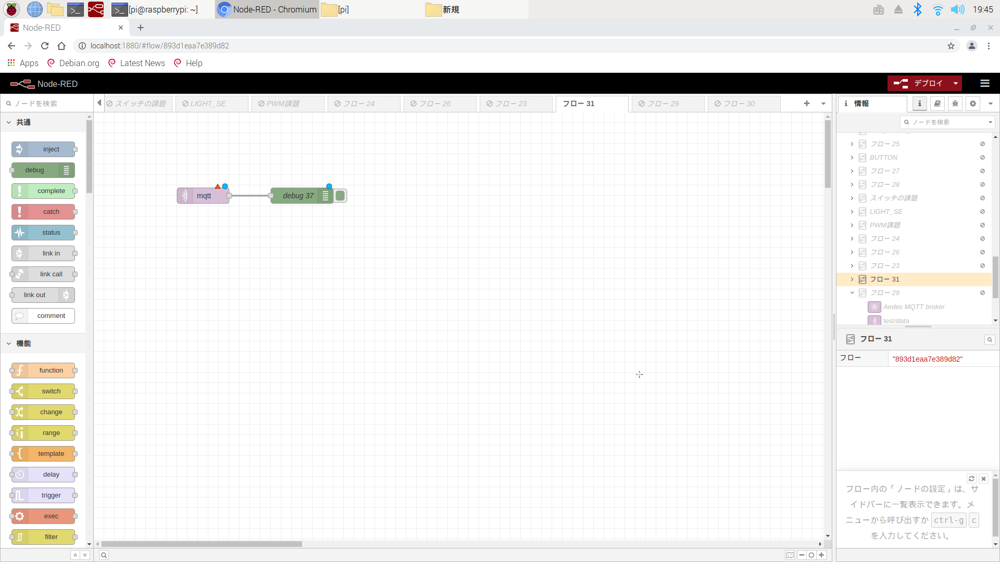 [pi@raspberrypi: ~]
Node-RED - Chromium
[pi]
新規
19:45
Node-RED
localhost:1880/#flow/893d1eaa7e389d82
Apps
Debian.org
Latest News
Help
Node-RED
デプロイ
ノードを検索
スイッチの課題
LIGHT_SE
PWM課題
フロー 24
フロー 26
フロー 23
フロー 31
フロー 29
フロー 30
情報
ノードを検索
共通
inject
debug
complete
catch
status
link in
link call
link out
comment
機能
function
switch
change
range
template
delay
trigger
exec
filter
mqtt
debug 37
フロー 25
BUTTON
フロー 27
フロー 28
スイッチの課題
LIGHT_SE
PWM課題
フロー 24
フロー 26
フロー 23
フロー 31
フロー 29
Aedes MQTT broker
test/data
フロー 31
フロー
"893d1eaa7e389d82"
フロー内の「ノードの設定」は、サ
イドバーに一覧表示できます。メ
ニューから呼び出すか ctrl-g c
を入力してください。